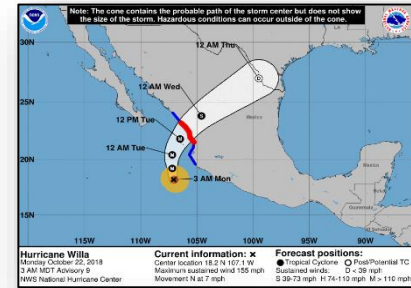 Note: The cone contains the probable path of the storm center but does not show
the size of the storm. Hazardous conditions can occur outside of the cone.
NOAA
30N
12 AM Thu
D
12 AM Wed
25N
S
Mexico
12 PM Tue
H
12 AM Tue
M
20N
M
3 AM Mon
Mexico
Belize
15N
Guatemala
115W 110W 105W 100W 95W 90W
Hurricane Willa
Monday October 22, 2018
3 AM MDT Advisory 9
NWS National Hurricane Center
Current information: x
Center location 18.2 N 107.1 W
Maximum sustained wind 155 mph
Movement N at 7 mph
Forecast positions:
Tropical Cyclone Post/Potential TC
Sustained winds: D < 39 mph
S 39-73 mph H 74-110 mph M > 110 mph